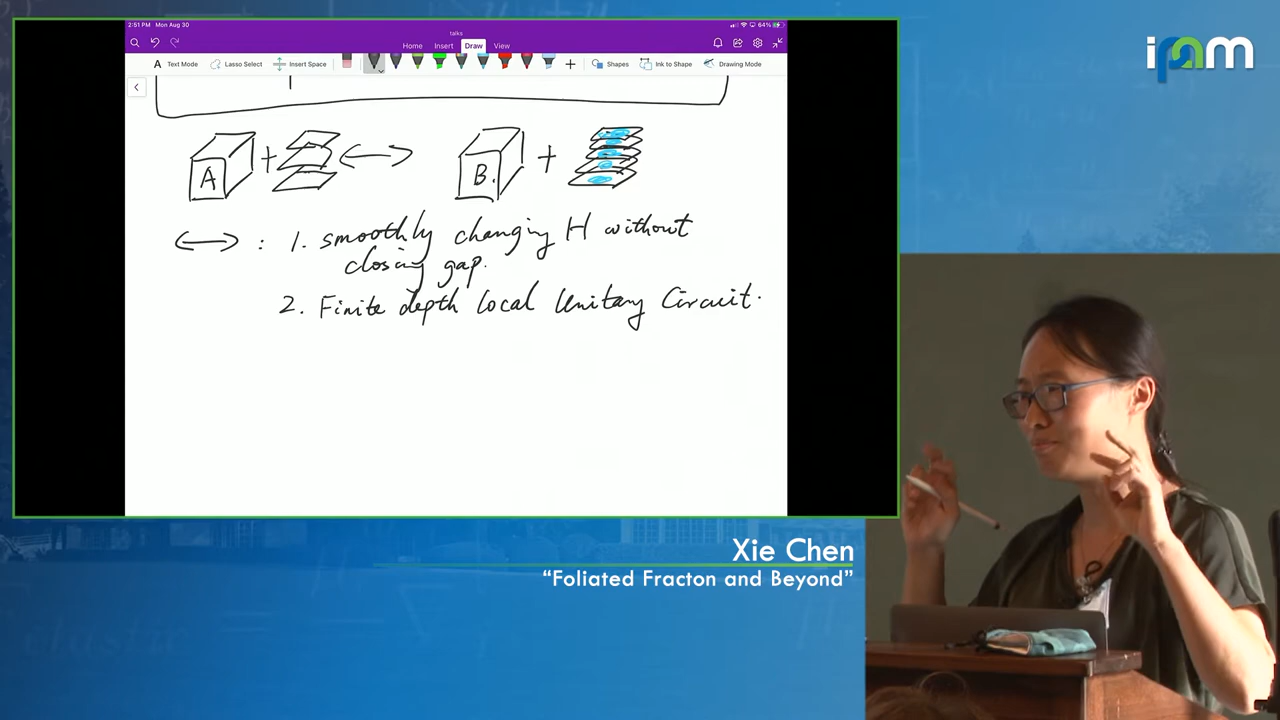 2:51 PM Mon Aug 30
64%
talks
Home Insert Draw View
A Text Mode Lasso Select Insert Space Shapes Ink to Shape Drawing Mode
A + ⟷ B. +
⟷ : 1. smoothly changing H without
closing gap.
2. Finite depth local Unitary Circuit.
ipam
Xie Chen
“Foliated Fracton and Beyond”